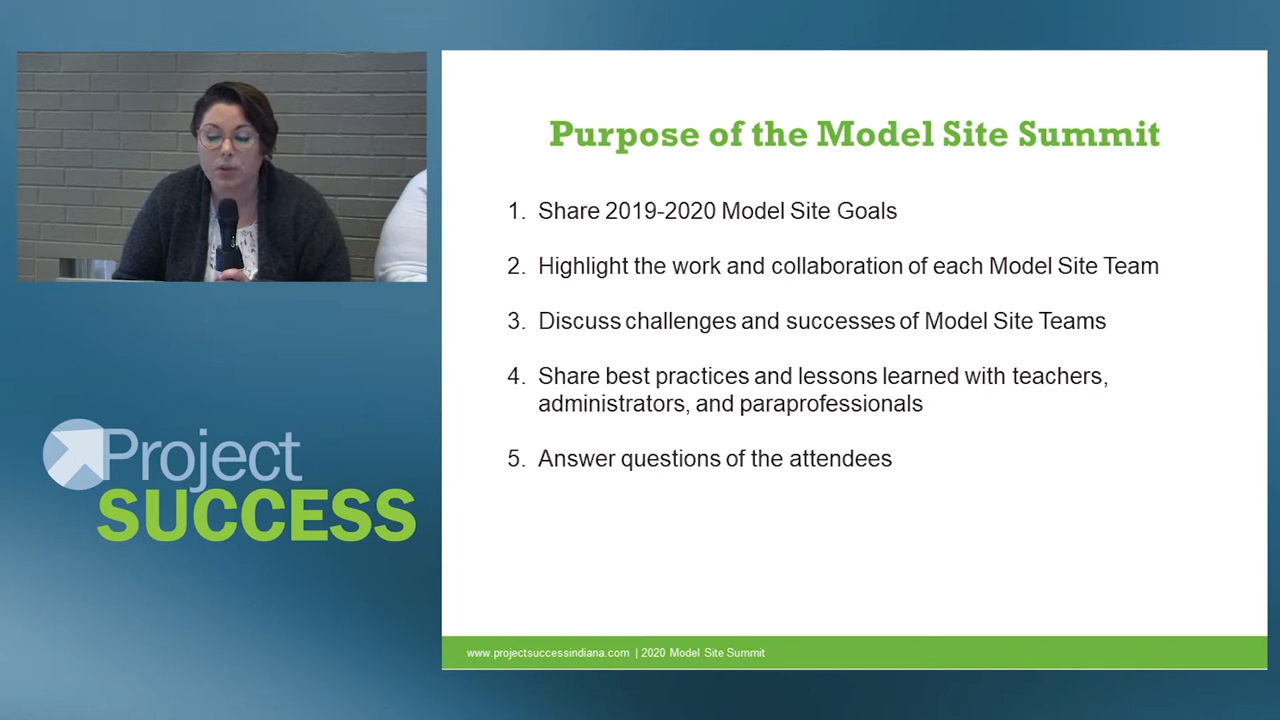 Purpose of the Model Site Summit
1. Share 2019-2020 Model Site Goals
2. Highlight the work and collaboration of each Model Site Team
3. Discuss challenges and successes of Model Site Teams
4. Share best practices and lessons learned with teachers,
administrators, and paraprofessionals
5. Answer questions of the attendees
Project
SUCCESS
www.projectsuccessindiana.com | 2020 Model Site Summit